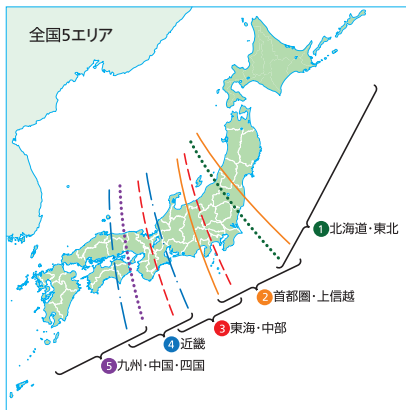 全国5エリア
1北海道・東北
2首都圏・上信越
3東海・中部
4近畿
5九州・中国・四国